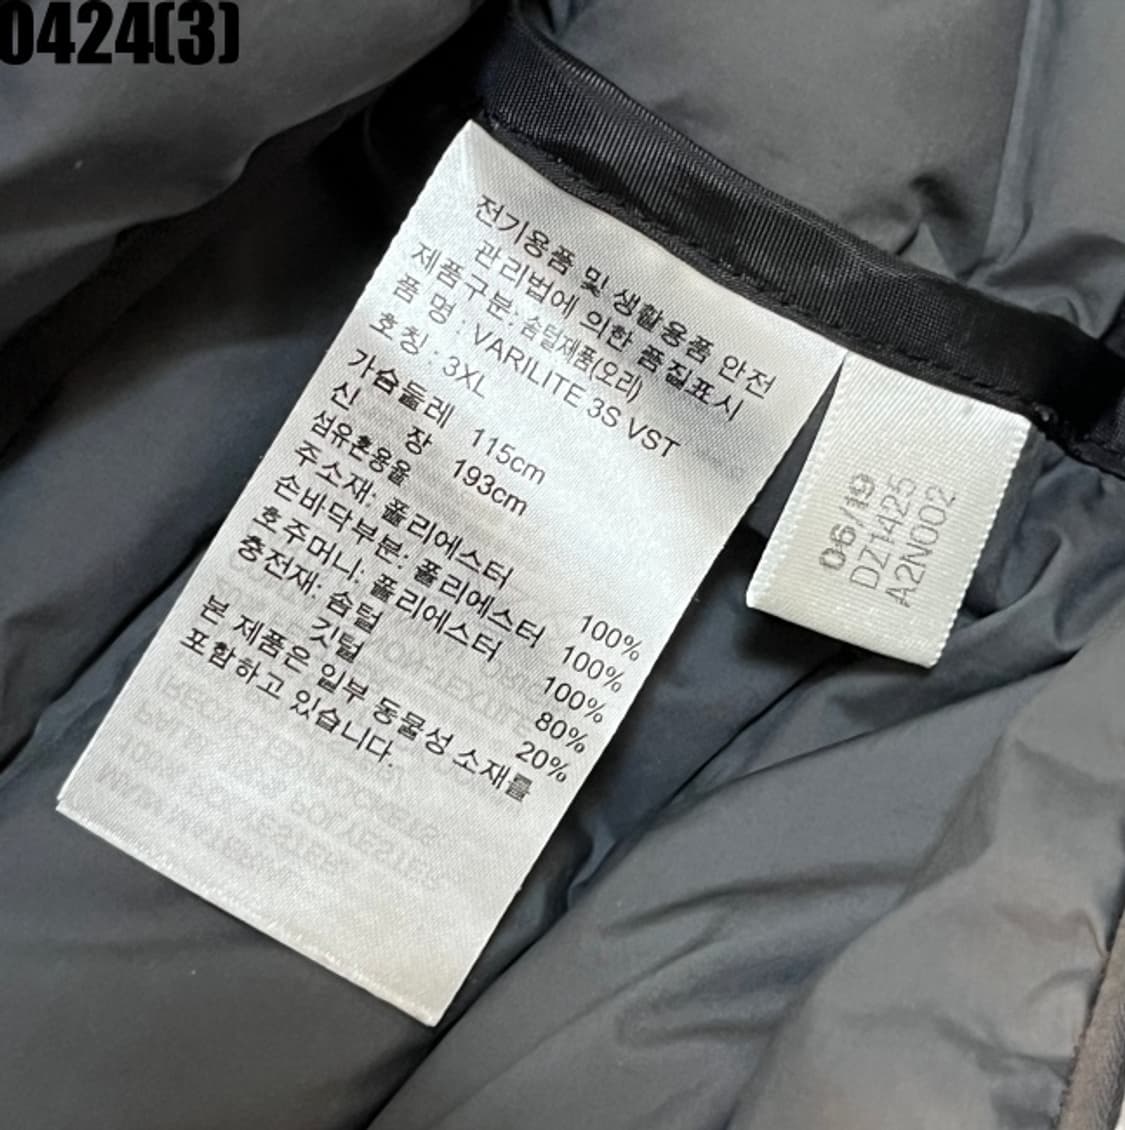 0424(3)
전기용품 및 생활용품 안전
관리법에 의한 품질표시
제품구분: 솜털제품(오리)
품 명 : VARILITE 3S VST
호칭 : 3XL
가슴둘레 115cm
신 장 193cm
섬유혼용율
주소재: 폴리에스터 100%
손바닥부분: 폴리에스터 100%
호주머니: 폴리에스터 100%
충전재: 솜털 80%
깃털 20%
본 제품은 일부 동물성 소재를
포함하고 있습니다.
06/19
DZ1425
A2N002